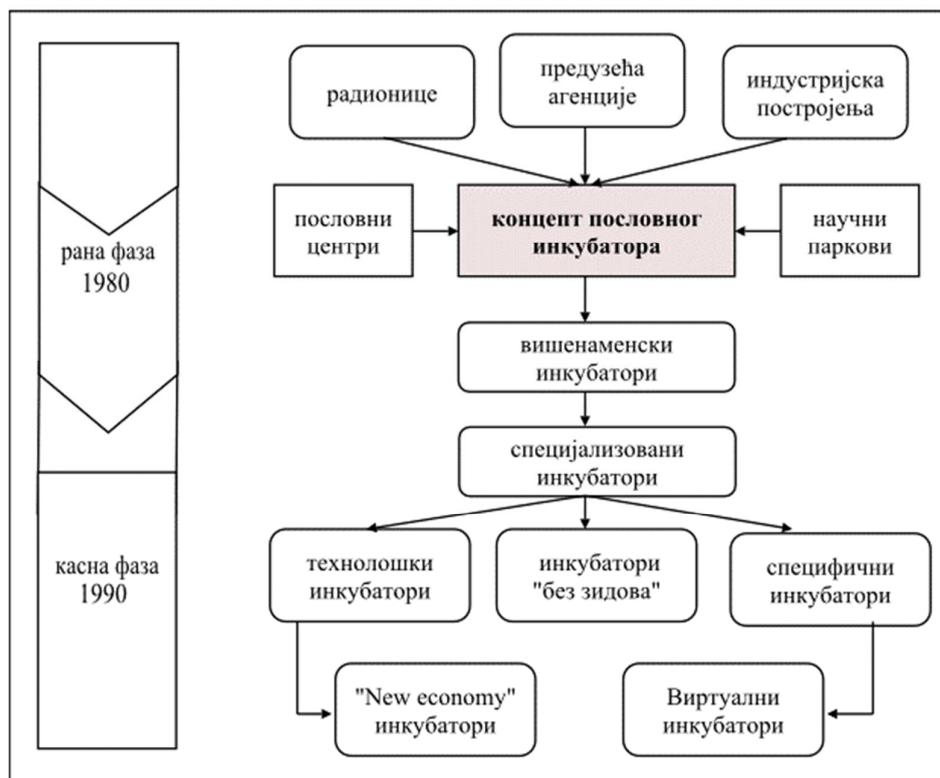 радионице
предузећа
агенције
индустријска
постројења
пословни
центри
концепт пословног
инкубатора
научни
паркови
рана фаза
1980
вишенаменски
инкубатори
специјализовани
инкубатори
касна фаза
1990
технолошки
инкубатори
инкубатори
"без зидова"
специфични
инкубатори
"New economy"
инкубатори
Виртуални
инкубатори